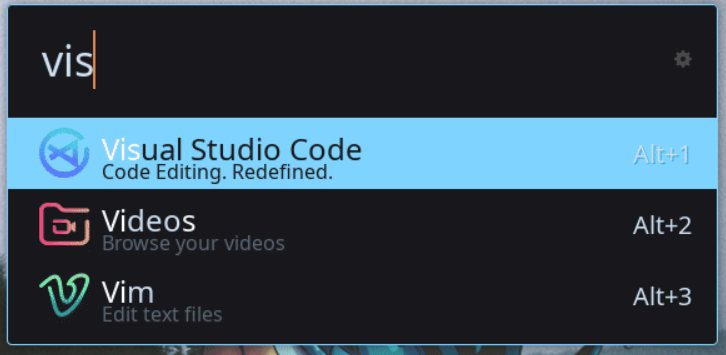 vis
Visual Studio Code
Code Editing. Redefined.
Alt+1
Videos
Browse your videos
Alt+2
Vim
Edit text files
Alt+3